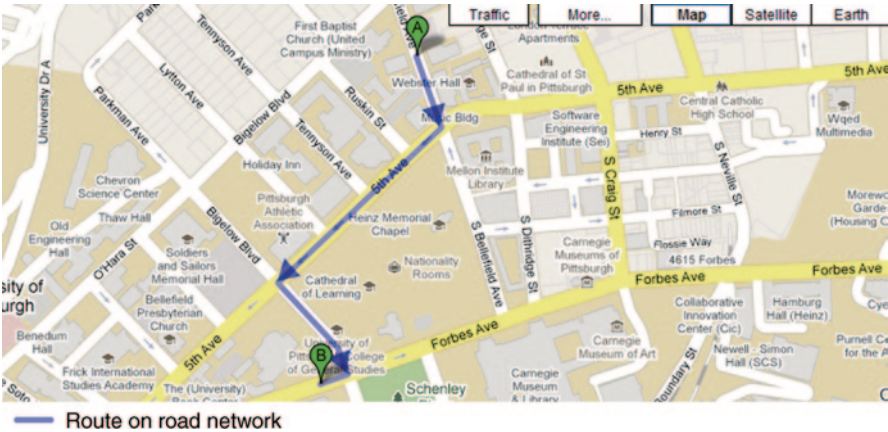 Traffic
More...
Map
Satellite
Earth
First Baptist
Church (United
Campus Ministry)
A
Apartments
Webster Hall
Cathedral of St
Paul in Pittsburgh
5th Ave
5th Ave
University Dr A
Tennyson
Lytton Ave
Parkman Ave
Bigelow Blvd
Ruskin St
Tennyson Ave
Bldg
Software
Engineering
Institute (Sei)
Central Catholic
High School
Henry St
Wqed
Multimedia
Holiday Inn
5th Ave
Mellon Institute
Library
S Craig St
S Neville St
Chevron
Science Center
Thaw Hall
Pittsburgh
Athletic
Association
Heinz Memorial
Chapel
Filmore St
Flossie Way
4615 Forbes
Old
Engineering
Hall
O'Hara St
Bigelow Blvd
Soldiers
and Sailors
Memorial Hall
Nationality
Rooms
S Bellefield Ave
S Dithridge St
Carnegie
Museums of
Pittsburgh
Forbes Ave
Forbes Ave
Cathedral
of Learning
sity of
urgh
Bellefield
Presbyterian
Church
Benedum
Hall
5th Ave
Forbes Ave
University of
College
of General Studies
B
Collaborative
Innovation
Center (Cic)
Hamburg
Hall (Heinz)
Carnegie
Museum of Art
Newell - Simon
Hall (SCS)
Purnell C
for the A
Frick International
Studies Academy
The (University)
Schenley
Carnegie
Museum
& Library
Boundary St
Soto
Route on road network